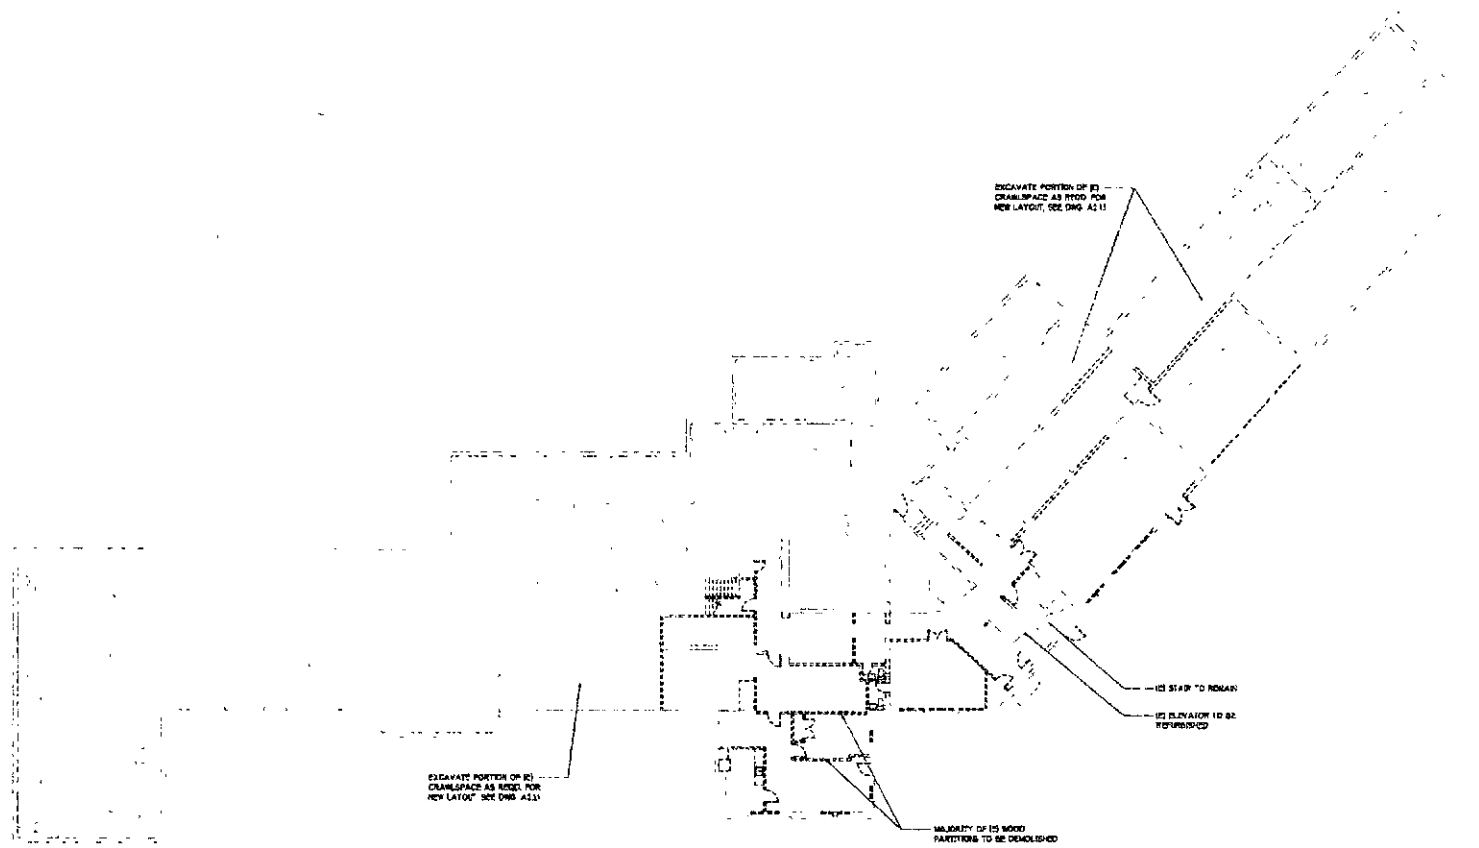 EXCAVATE PORTION OF (E)
CRAWLSPACE AS REQD. FOR
NEW LAYOUT, SEE DWG. A2.11
(E) STAIR TO REMAIN
(E) ELEVATOR TO BE
REFURBISHED
EXCAVATE PORTION OF (E)
CRAWLSPACE AS REQD. FOR
NEW LAYOUT SEE DWG. A2.11
MAJORITY OF (E) WOOD
PARTITIONS TO BE DEMOLISHED